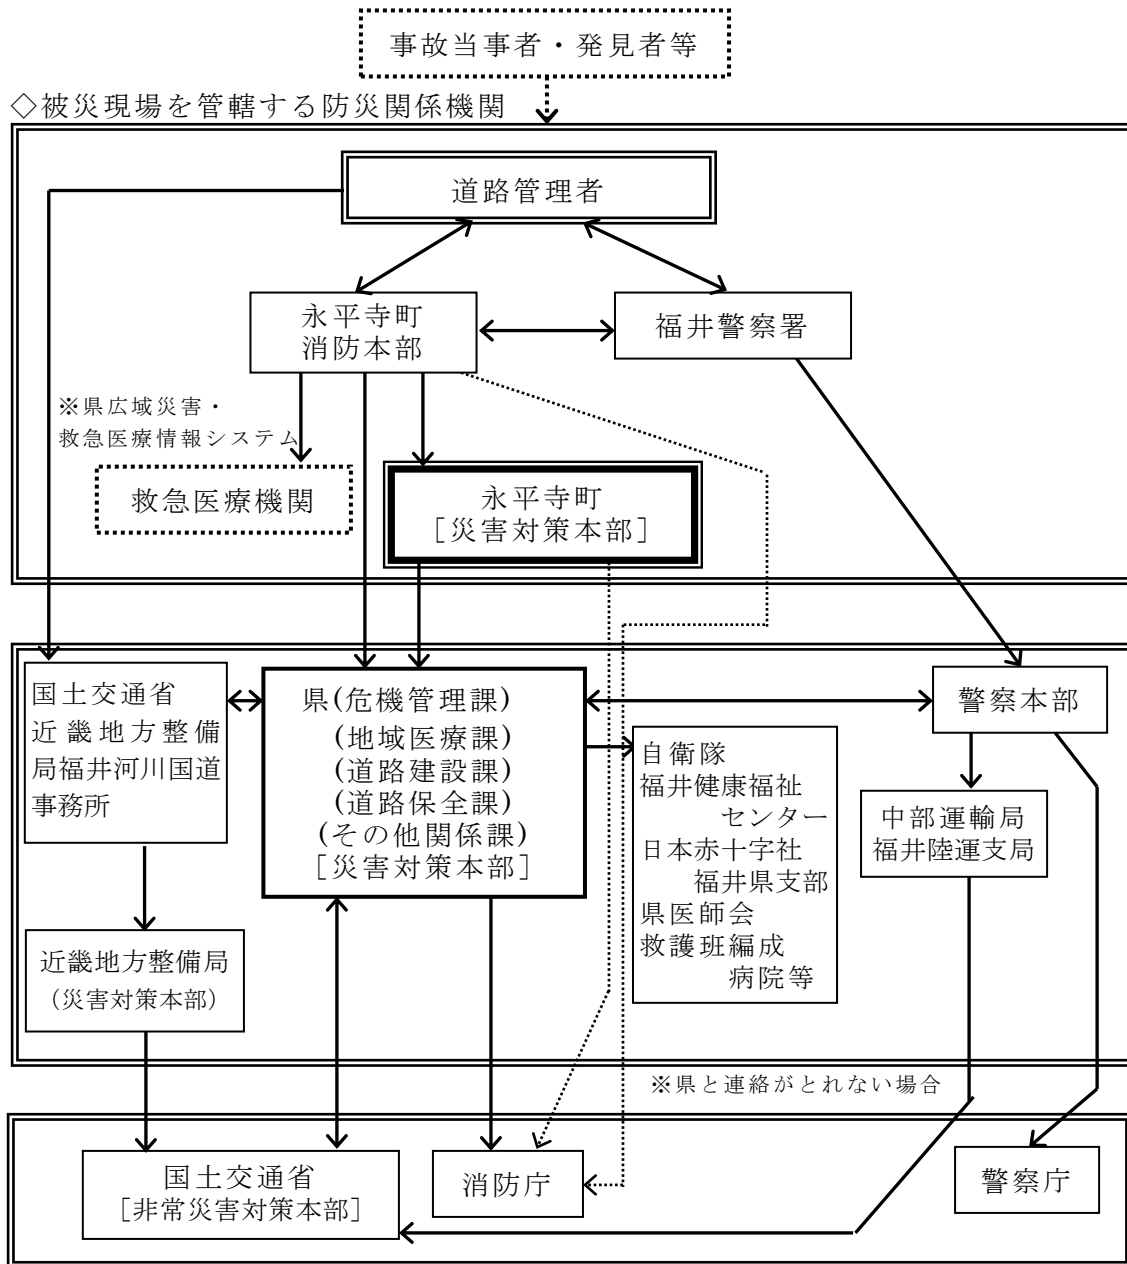 事故当事者・発見者等
◇被災現場を管轄する防災関係機関
道路管理者
永平寺町
消防本部
福井警察署
※県広域災害・
救急医療情報システム
救急医療機関
永平寺町
［災害対策本部］
国土交通省
近畿地方整備
局福井河川国道
事務所
県(危機管理課)
(地域医療課)
(道路建設課)
(道路保全課)
(その他関係課)
［災害対策本部］
警察本部
自衛隊
福井健康福祉
センター
日本赤十字社
福井県支部
県医師会
救護班編成
病院等
中部運輸局
福井陸運支局
近畿地方整備局
（災害対策本部）
※県と連絡がとれない場合
国土交通省
［非常災害対策本部］
消防庁
警察庁